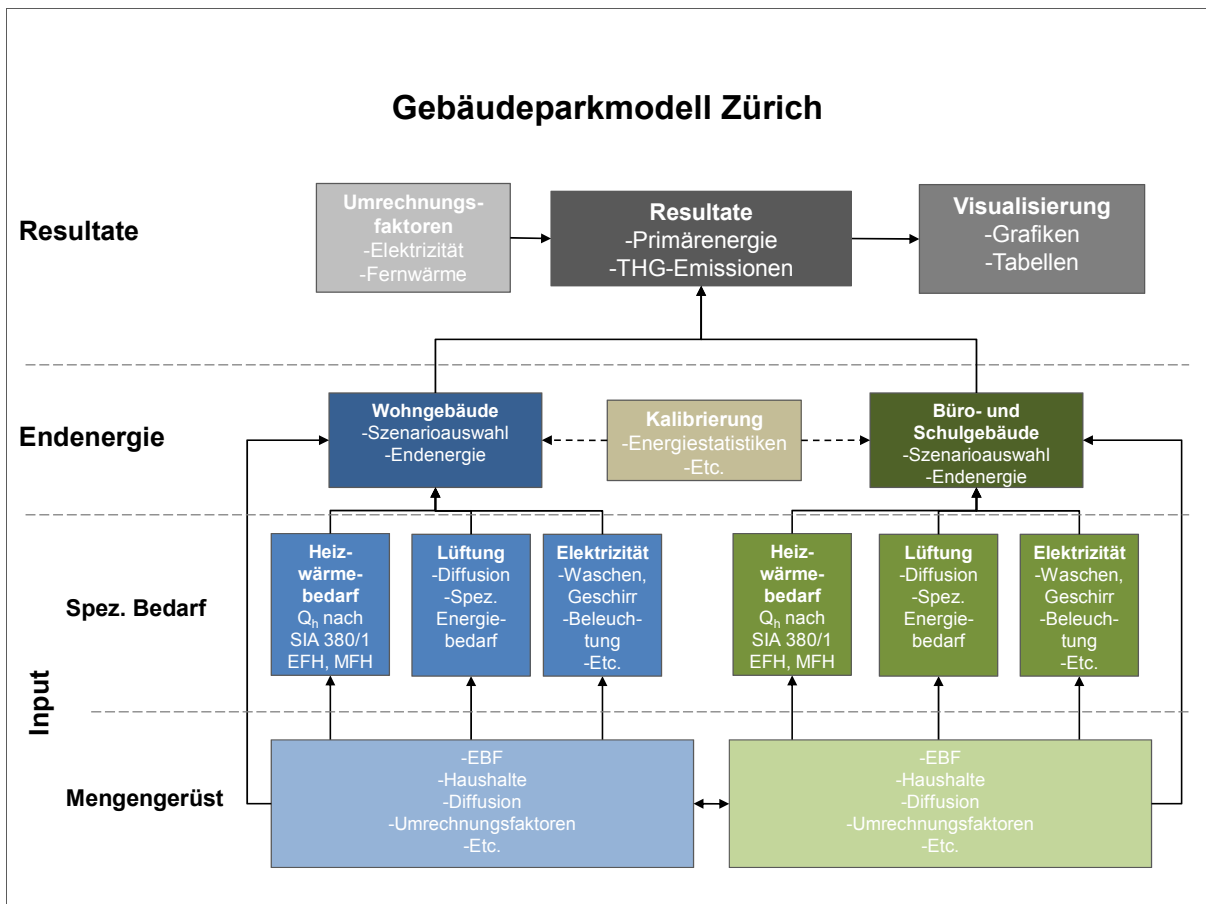 Gebäudeparkmodell Zürich
Resultate
Umrechnungs-
faktoren
-Elektrizität
-Fernwärme
Resultate
-Primärenergie
-THG-Emissionen
Visualisierung
-Grafiken
-Tabellen
Endenergie
Wohngebäude
-Szenarioauswahl
-Endenergie
Kalibrierung
-Energiestatistiken
-Etc.
Büro- und
Schulgebäude
-Szenarioauswahl
-Endenergie
Input
Spez. Bedarf
Heiz-
wärme-
bedarf
Qh nach
SIA 380/1
EFH, MFH
Lüftung
-Diffusion
-Spez.
Energie-
bedarf
Elektrizität
-Waschen,
Geschirr
-Beleuch-
tung
-Etc.
Heiz-
wärme-
bedarf
Qh nach
SIA 380/1
EFH, MFH
Lüftung
-Diffusion
-Spez.
Energie-
bedarf
Elektrizität
-Waschen,
Geschirr
-Beleuch-
tung
-Etc.
Mengengerüst
-EBF
-Haushalte
-Diffusion
-Umrechnungsfaktoren
-Etc.
-EBF
-Haushalte
-Diffusion
-Umrechnungsfaktoren
-Etc.